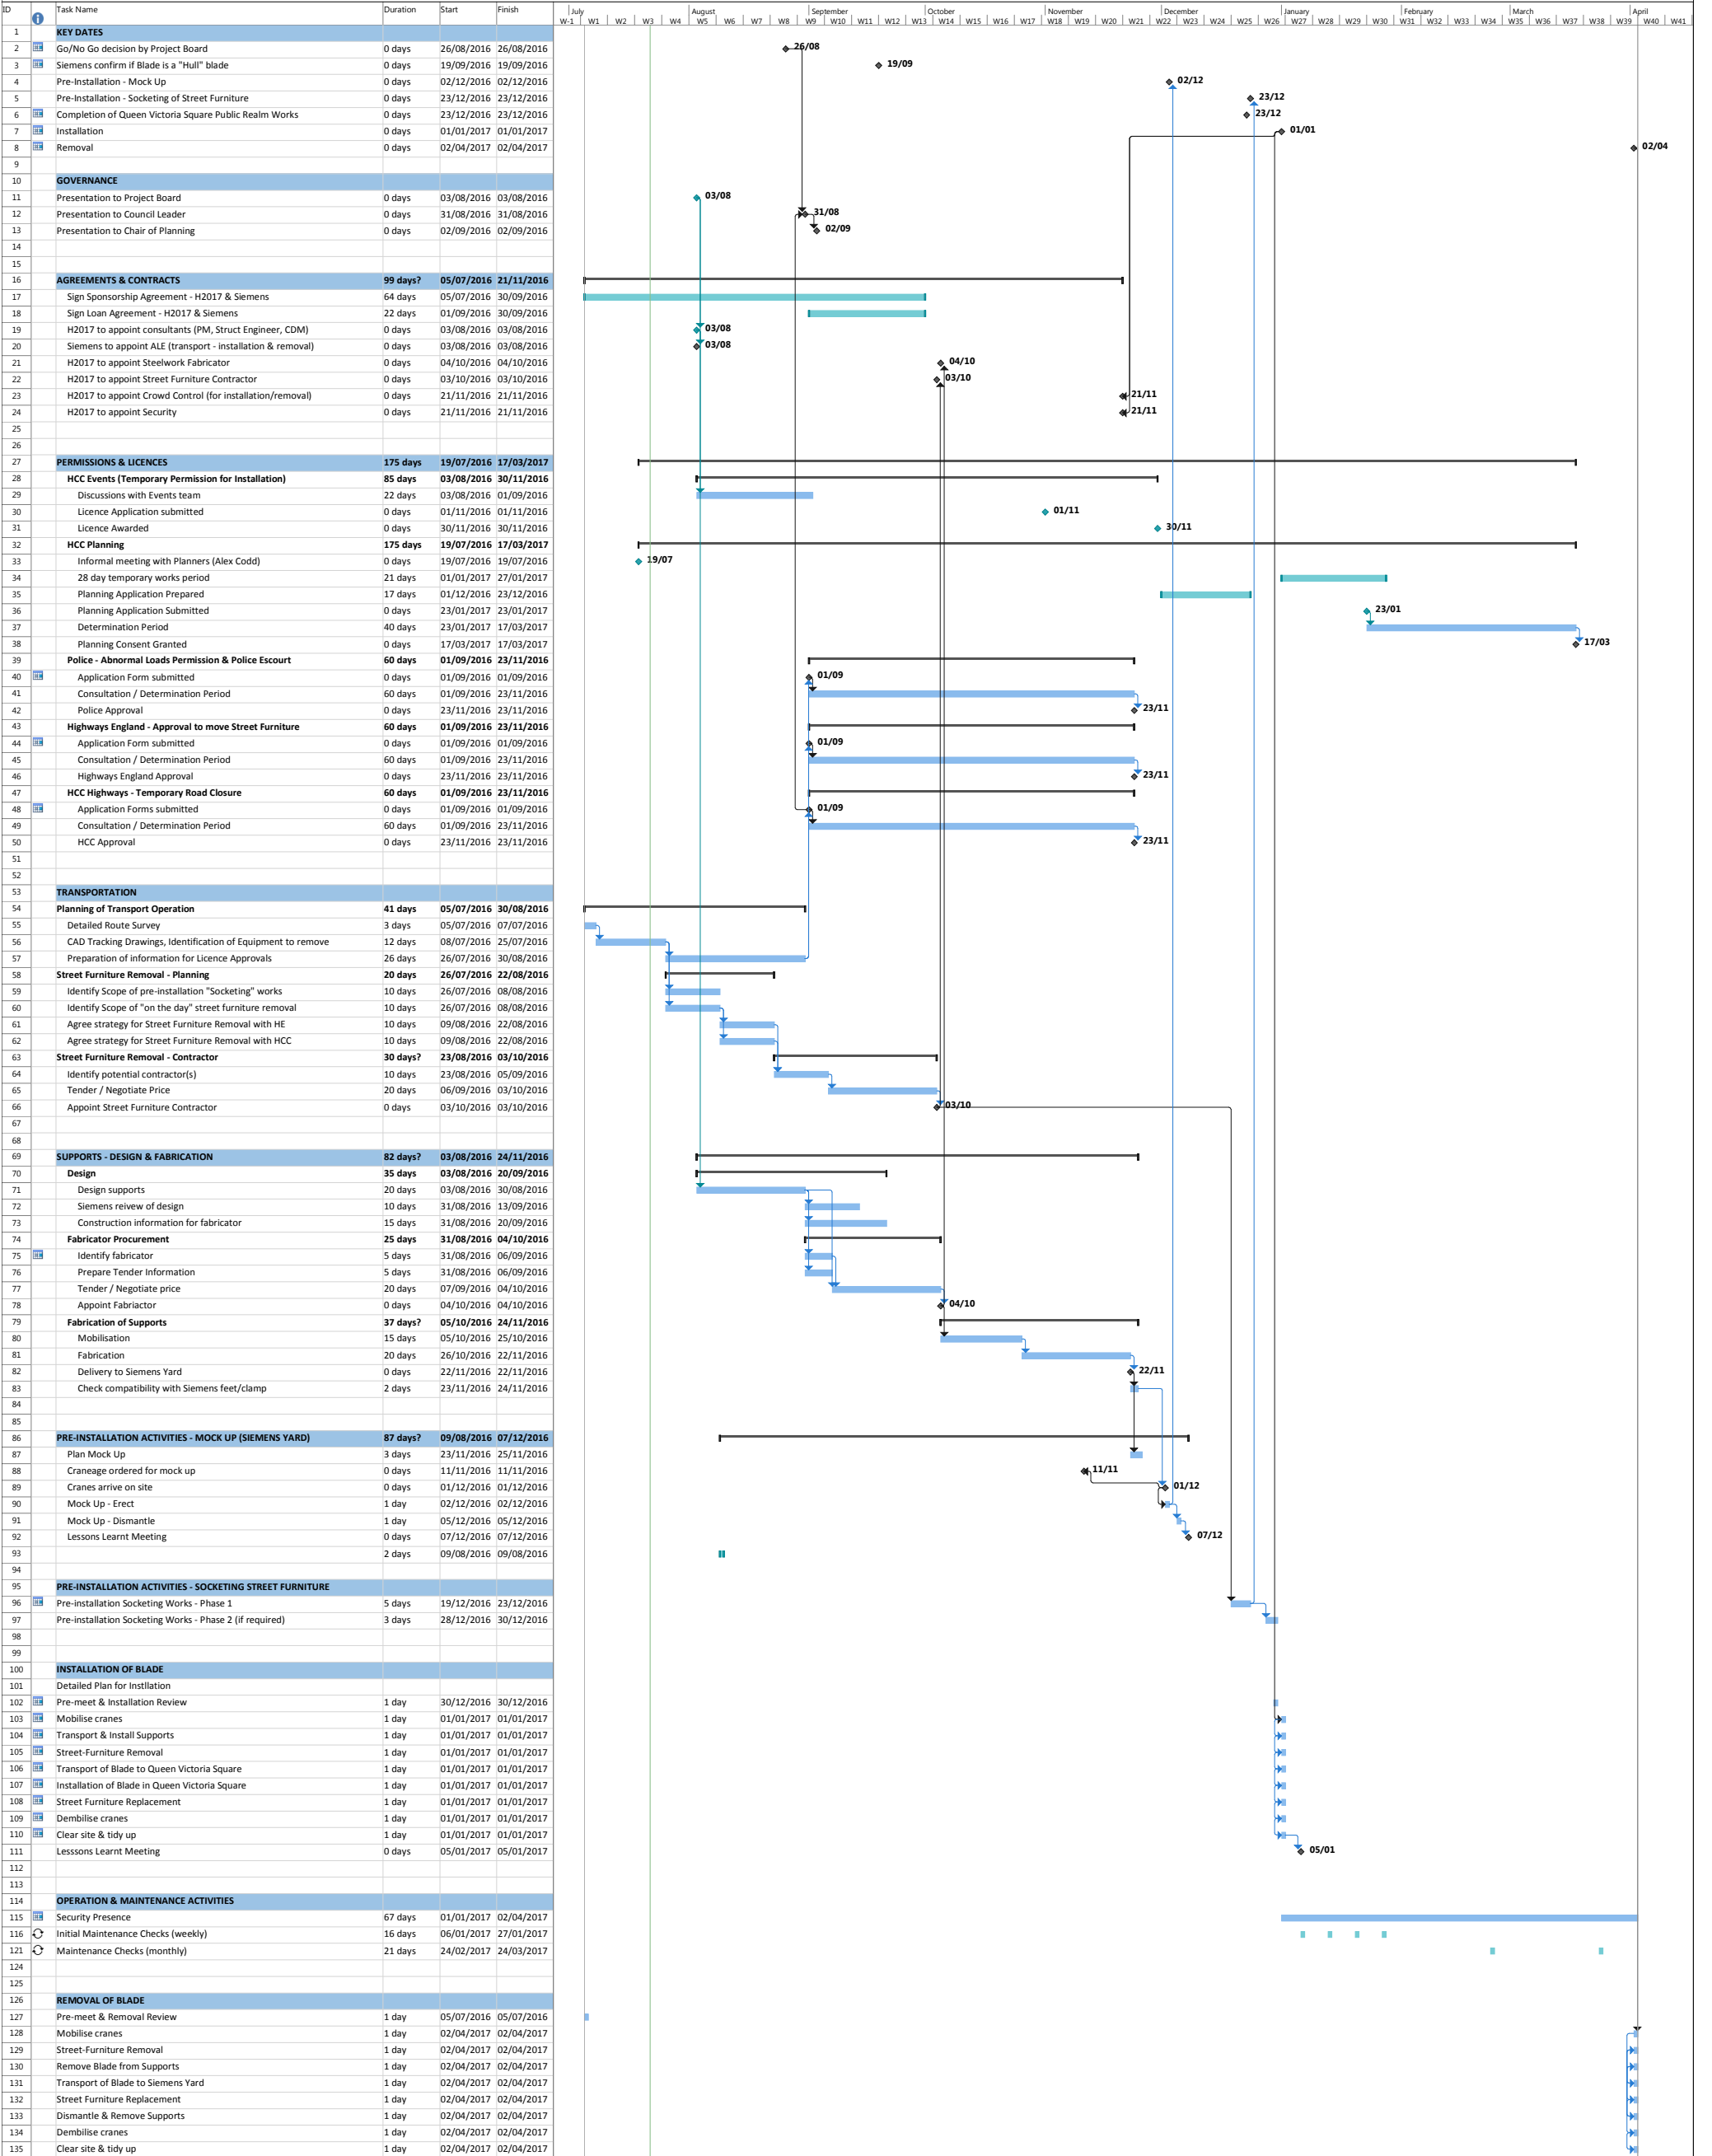 ID Task Name Duration Start Finish July August September October November December January February March April
W-1 W1 W2 W3 W4 W5 W6 W7 W8 W9 W10 W11 W12 W13 W14 W15 W16 W17 W18 W19 W20 W21 W22 W23 W24 W25 W26 W27 W28 W29 W30 W31 W32 W33 W34 W35 W36 W37 W38 W39 W40 W41
1 KEY DATES
2 Go/No Go decision by Project Board 0 days 26/08/2016 26/08/2016 26/08
3 Siemens confirm if Blade is a "Hull" blade 0 days 19/09/2016 19/09/2016 19/09
4 Pre-Installation - Mock Up 0 days 02/12/2016 02/12/2016 02/12
5 Pre-Installation - Socketing of Street Furniture 0 days 23/12/2016 23/12/2016 23/12
6 Completion of Queen Victoria Square Public Realm Works 0 days 23/12/2016 23/12/2016 23/12
7 Installation 0 days 01/01/2017 01/01/2017 01/01
8 Removal 0 days 02/04/2017 02/04/2017 02/04
9
10 GOVERNANCE
11 Presentation to Project Board 0 days 03/08/2016 03/08/2016 03/08
12 Presentation to Council Leader 0 days 31/08/2016 31/08/2016 31/08
13 Presentation to Chair of Planning 0 days 02/09/2016 02/09/2016 02/09
14
15
16 AGREEMENTS & CONTRACTS 99 days? 05/07/2016 21/11/2016
17 Sign Sponsorship Agreement - H2017 & Siemens 64 days 05/07/2016 30/09/2016
18 Sign Loan Agreement - H2017 & Siemens 22 days 01/09/2016 30/09/2016
19 H2017 to appoint consultants (PM, Struct Engineer, CDM) 0 days 03/08/2016 03/08/2016 03/08
20 Siemens to appoint ALE (transport - installation & removal) 0 days 03/08/2016 03/08/2016 03/08
21 H2017 to appoint Steelwork Fabricator 0 days 04/10/2016 04/10/2016 04/10
22 H2017 to appoint Street Furniture Contractor 0 days 03/10/2016 03/10/2016 03/10
23 H2017 to appoint Crowd Control (for installation/removal) 0 days 21/11/2016 21/11/2016 21/11
24 H2017 to appoint Security 0 days 21/11/2016 21/11/2016 21/11
25
26
27 PERMISSIONS & LICENCES 175 days 19/07/2016 17/03/2017
28 HCC Events (Temporary Permission for Installation) 85 days 03/08/2016 30/11/2016
29 Discussions with Events team 22 days 03/08/2016 01/09/2016
30 Licence Application submitted 0 days 01/11/2016 01/11/2016 01/11
31 Licence Awarded 0 days 30/11/2016 30/11/2016 30/11
32 HCC Planning 175 days 19/07/2016 17/03/2017
33 Informal meeting with Planners (Alex Codd) 0 days 19/07/2016 19/07/2016 19/07
34 28 day temporary works period 21 days 01/01/2017 27/01/2017
35 Planning Application Prepared 17 days 01/12/2016 23/12/2016
36 Planning Application Submitted 0 days 23/01/2017 23/01/2017 23/01
37 Determination Period 40 days 23/01/2017 17/03/2017
38 Planning Consent Granted 0 days 17/03/2017 17/03/2017 17/03
39 Police - Abnormal Loads Permission & Police Escourt 60 days 01/09/2016 23/11/2016
40 Application Form submitted 0 days 01/09/2016 01/09/2016 01/09
41 Consultation / Determination Period 60 days 01/09/2016 23/11/2016
42 Police Approval 0 days 23/11/2016 23/11/2016 23/11
43 Highways England - Approval to move Street Furniture 60 days 01/09/2016 23/11/2016
44 Application Form submitted 0 days 01/09/2016 01/09/2016 01/09
45 Consultation / Determination Period 60 days 01/09/2016 23/11/2016
46 Highways England Approval 0 days 23/11/2016 23/11/2016 23/11
47 HCC Highways - Temporary Road Closure 60 days 01/09/2016 23/11/2016
48 Application Forms submitted 0 days 01/09/2016 01/09/2016 01/09
49 Consultation / Determination Period 60 days 01/09/2016 23/11/2016
50 HCC Approval 0 days 23/11/2016 23/11/2016 23/11
51
52
53 TRANSPORTATION
54 Planning of Transport Operation 41 days 05/07/2016 30/08/2016
55 Detailed Route Survey 3 days 05/07/2016 07/07/2016
56 CAD Tracking Drawings, Identification of Equipment to remove 12 days 08/07/2016 25/07/2016
57 Preparation of information for Licence Approvals 26 days 26/07/2016 30/08/2016
58 Street Furniture Removal - Planning 20 days 26/07/2016 22/08/2016
59 Identify Scope of pre-installation "Socketing" works 10 days 26/07/2016 08/08/2016
60 Identify Scope of "on the day" street furniture removal 10 days 26/07/2016 08/08/2016
61 Agree strategy for Street Furniture Removal with HE 10 days 09/08/2016 22/08/2016
62 Agree strategy for Street Furniture Removal with HCC 10 days 09/08/2016 22/08/2016
63 Street Furniture Removal - Contractor 30 days? 23/08/2016 03/10/2016
64 Identify potential contractor(s) 10 days 23/08/2016 05/09/2016
65 Tender / Negotiate Price 20 days 06/09/2016 03/10/2016
66 Appoint Street Furniture Contractor 0 days 03/10/2016 03/10/2016 03/10
67
68
69 SUPPORTS - DESIGN & FABRICATION 82 days? 03/08/2016 24/11/2016
70 Design 35 days 03/08/2016 20/09/2016
71 Design supports 20 days 03/08/2016 30/08/2016
72 Siemens reivew of design 10 days 31/08/2016 13/09/2016
73 Construction information for fabricator 15 days 31/08/2016 20/09/2016
74 Fabricator Procurement 25 days 31/08/2016 04/10/2016
75 Identify fabricator 5 days 31/08/2016 06/09/2016
76 Prepare Tender Information 5 days 31/08/2016 06/09/2016
77 Tender / Negotiate price 20 days 07/09/2016 04/10/2016
78 Appoint Fabriactor 0 days 04/10/2016 04/10/2016 04/10
79 Fabrication of Supports 37 days? 05/10/2016 24/11/2016
80 Mobilisation 15 days 05/10/2016 25/10/2016
81 Fabrication 20 days 26/10/2016 22/11/2016
82 Delivery to Siemens Yard 0 days 22/11/2016 22/11/2016 22/11
83 Check compatibility with Siemens feet/clamp 2 days 23/11/2016 24/11/2016
84
85
86 PRE-INSTALLATION ACTIVITIES - MOCK UP (SIEMENS YARD) 87 days? 09/08/2016 07/12/2016
87 Plan Mock Up 3 days 23/11/2016 25/11/2016
88 Craneage ordered for mock up 0 days 11/11/2016 11/11/2016 11/11
89 Cranes arrive on site 0 days 01/12/2016 01/12/2016 01/12
90 Mock Up - Erect 1 day 02/12/2016 02/12/2016
91 Mock Up - Dismantle 1 day 05/12/2016 05/12/2016
92 Lessons Learnt Meeting 0 days 07/12/2016 07/12/2016 07/12
93 2 days 09/08/2016 09/08/2016
94
95 PRE-INSTALLATION ACTIVITIES - SOCKETING STREET FURNITURE
96 Pre-installation Socketing Works - Phase 1 5 days 19/12/2016 23/12/2016
97 Pre-installation Socketing Works - Phase 2 (if required) 3 days 28/12/2016 30/12/2016
98
99
100 INSTALLATION OF BLADE
101 Detailed Plan for Instllation
102 Pre-meet & Installation Review 1 day 30/12/2016 30/12/2016
103 Mobilise cranes 1 day 01/01/2017 01/01/2017
104 Transport & Install Supports 1 day 01/01/2017 01/01/2017
105 Street-Furniture Removal 1 day 01/01/2017 01/01/2017
106 Transport of Blade to Queen Victoria Square 1 day 01/01/2017 01/01/2017
107 Installation of Blade in Queen Victoria Square 1 day 01/01/2017 01/01/2017
108 Street Furniture Replacement 1 day 01/01/2017 01/01/2017
109 Dembilise cranes 1 day 01/01/2017 01/01/2017
110 Clear site & tidy up 1 day 01/01/2017 01/01/2017
111 Lesssons Learnt Meeting 0 days 05/01/2017 05/01/2017 05/01
112
113
114 OPERATION & MAINTENANCE ACTIVITIES
115 Security Presence 67 days 01/01/2017 02/04/2017
116 Initial Maintenance Checks (weekly) 16 days 06/01/2017 27/01/2017
121 Maintenance Checks (monthly) 21 days 24/02/2017 24/03/2017
124
125
126 REMOVAL OF BLADE
127 Pre-meet & Removal Review 1 day 05/07/2016 05/07/2016
128 Mobilise cranes 1 day 02/04/2017 02/04/2017
129 Street-Furniture Removal 1 day 02/04/2017 02/04/2017
130 Remove Blade from Supports 1 day 02/04/2017 02/04/2017
131 Transport of Blade to Siemens Yard 1 day 02/04/2017 02/04/2017
132 Street Furniture Replacement 1 day 02/04/2017 02/04/2017
133 Dismantle & Remove Supports 1 day 02/04/2017 02/04/2017
134 Dembilise cranes 1 day 02/04/2017 02/04/2017
135 Clear site & tidy up 1 day 02/04/2017 02/04/2017